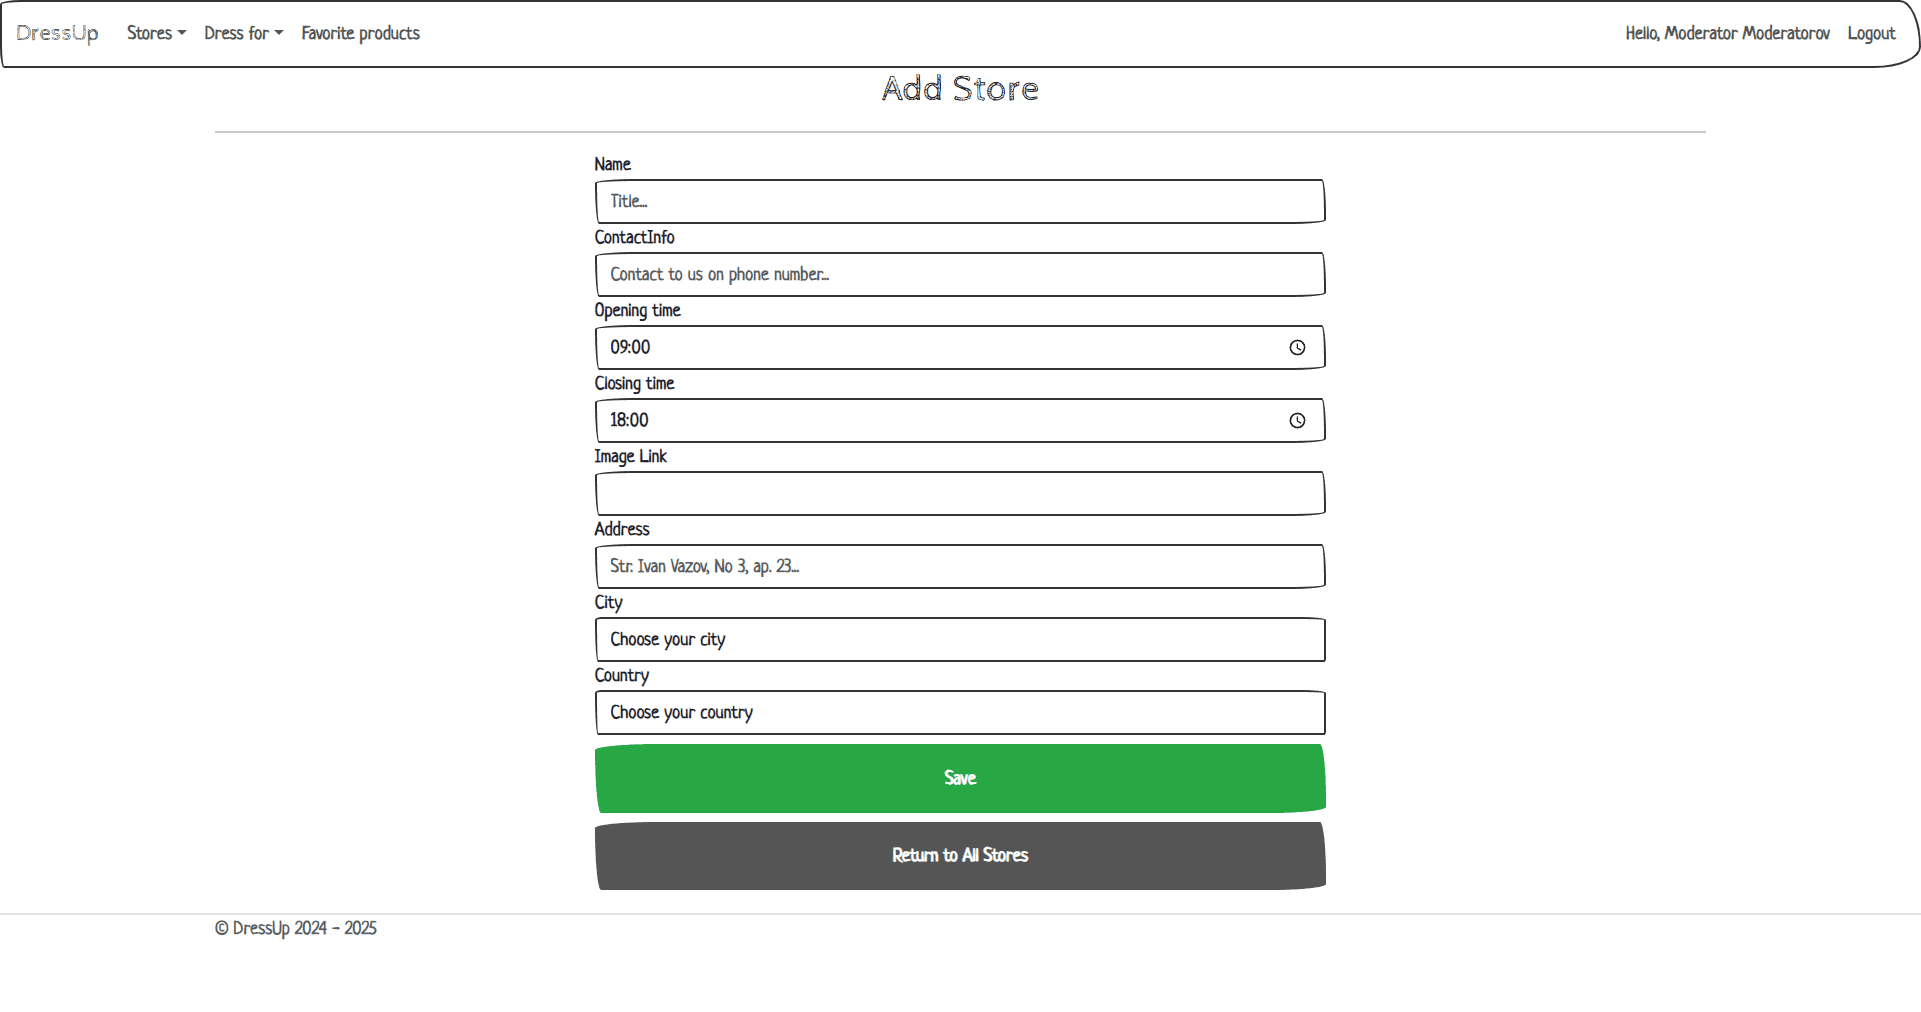 DressUp Stores Dress for Favorite products Hello, Moderator Moderatorov Logout
Add Store
Name
Title...
ContactInfo
Contact to us on phone number...
Opening time
09:00
Closing time
18:00
Image Link
Address
Str. Ivan Vazov, No 3, ap. 23...
City
Choose your city
Country
Choose your country
Save
Return to All Stores
© DressUp 2024 - 2025